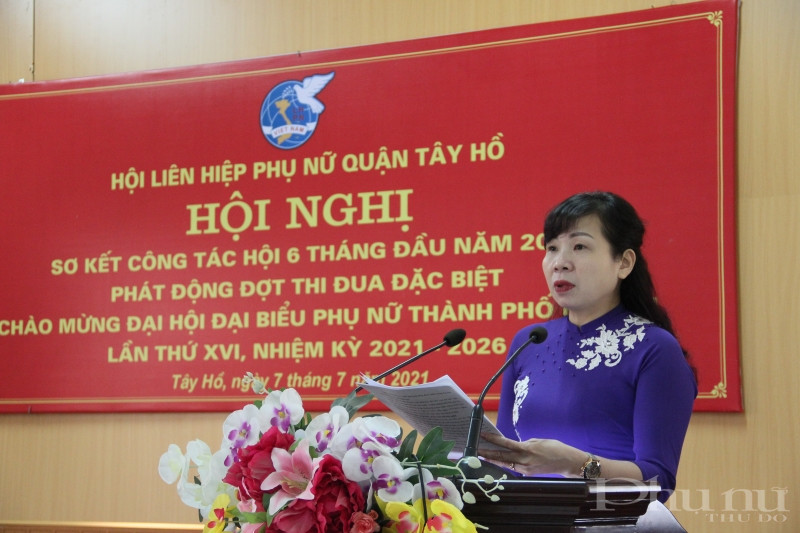 VIỆT NAM
HỘI LIÊN HIỆP PHỤ NỮ QUẬN TÂY HỒ
HỘI NGHỊ
SƠ KẾT CÔNG TÁC HỘI 6 THÁNG ĐẦU NĂM 20
PHÁT ĐỘNG ĐỢT THI ĐUA ĐẶC BIỆT
CHÀO MỪNG ĐẠI HỘI ĐẠI BIỂU PHỤ NỮ THÀNH PHỐ
LẦN THỨ XVI, NHIỆM KỲ 2021 - 2026
Tây Hồ, ngày 7 tháng 7 năm 2021
Phụ nữ
THỦ ĐÔ